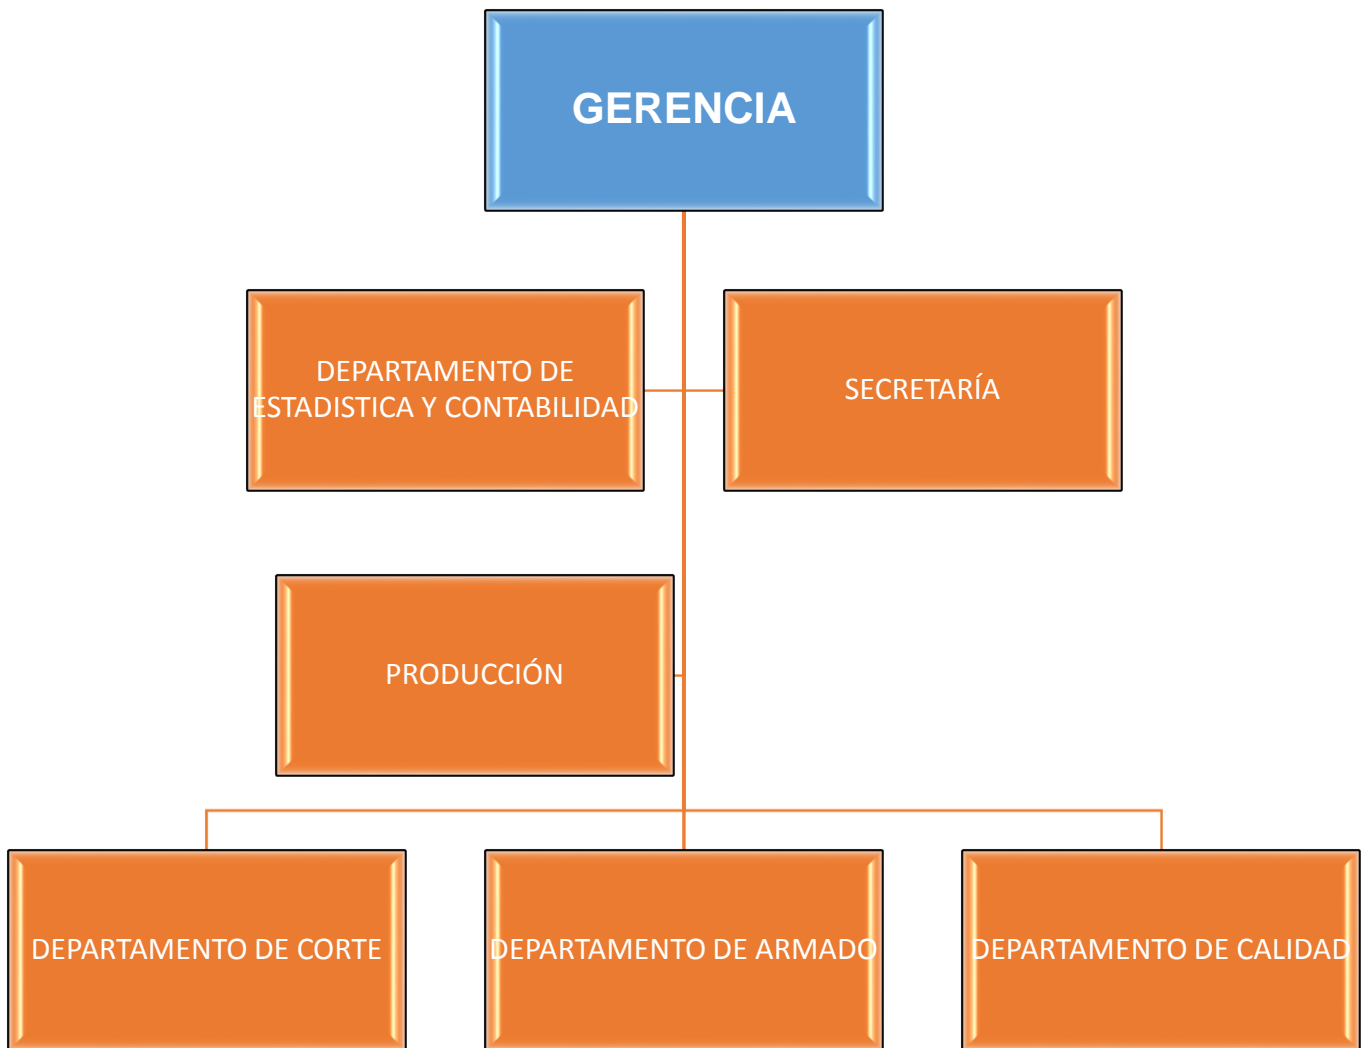 GERENCIA
DEPARTAMENTO DE
ESTADISTICA Y CONTABILIDAD
SECRETARÍA
PRODUCCIÓN
DEPARTAMENTO DE CORTE
DEPARTAMENTO DE ARMADO
DEPARTAMENTO DE CALIDAD